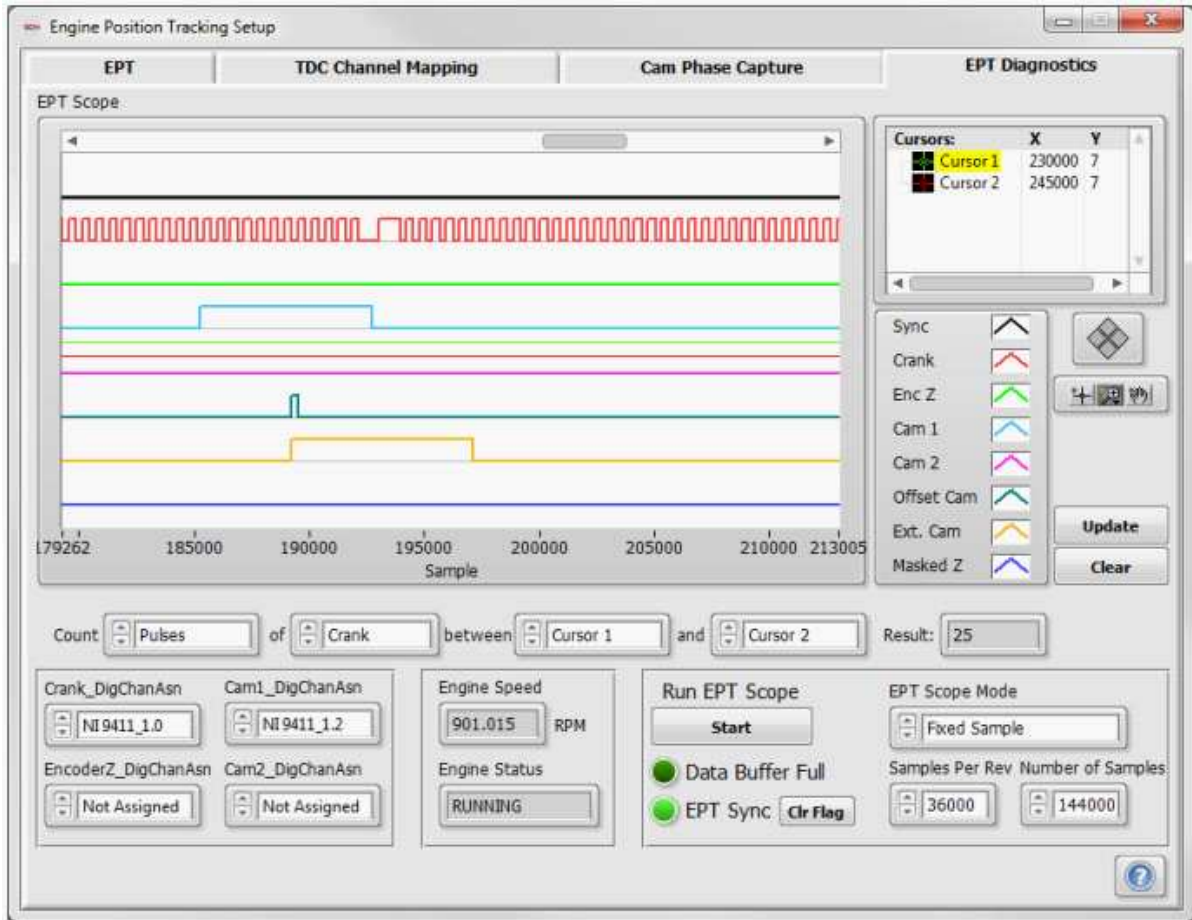 Engine Position Tracking Setup
EPT TDC Channel Mapping Cam Phase Capture EPT Diagnostics
EPT Scope
Cursors: X Y
Cursor 1 230000 7
Cursor 2 245000 7
Sync
Crank
Enc Z
Cam 1
Cam 2
Offset Cam
Ext. Cam
Masked Z
Update
Clear
179262 185000 190000 195000 200000 205000 210000 213005
Sample
Count Pulses of Crank between Cursor 1 and Cursor 2 Result: 25
Crank_DigChanAsn Cam1_DigChanAsn
NI 9411_1.0 NI 9411_1.2
EncoderZ_DigChanAsn Cam2_DigChanAsn
Not Assigned Not Assigned
Engine Speed
901.015 RPM
Engine Status
RUNNING
Run EPT Scope
Start
Data Buffer Full
EPT Sync Clr Flag
EPT Scope Mode
Fixed Sample
Samples Per Rev Number of Samples
36000 144000